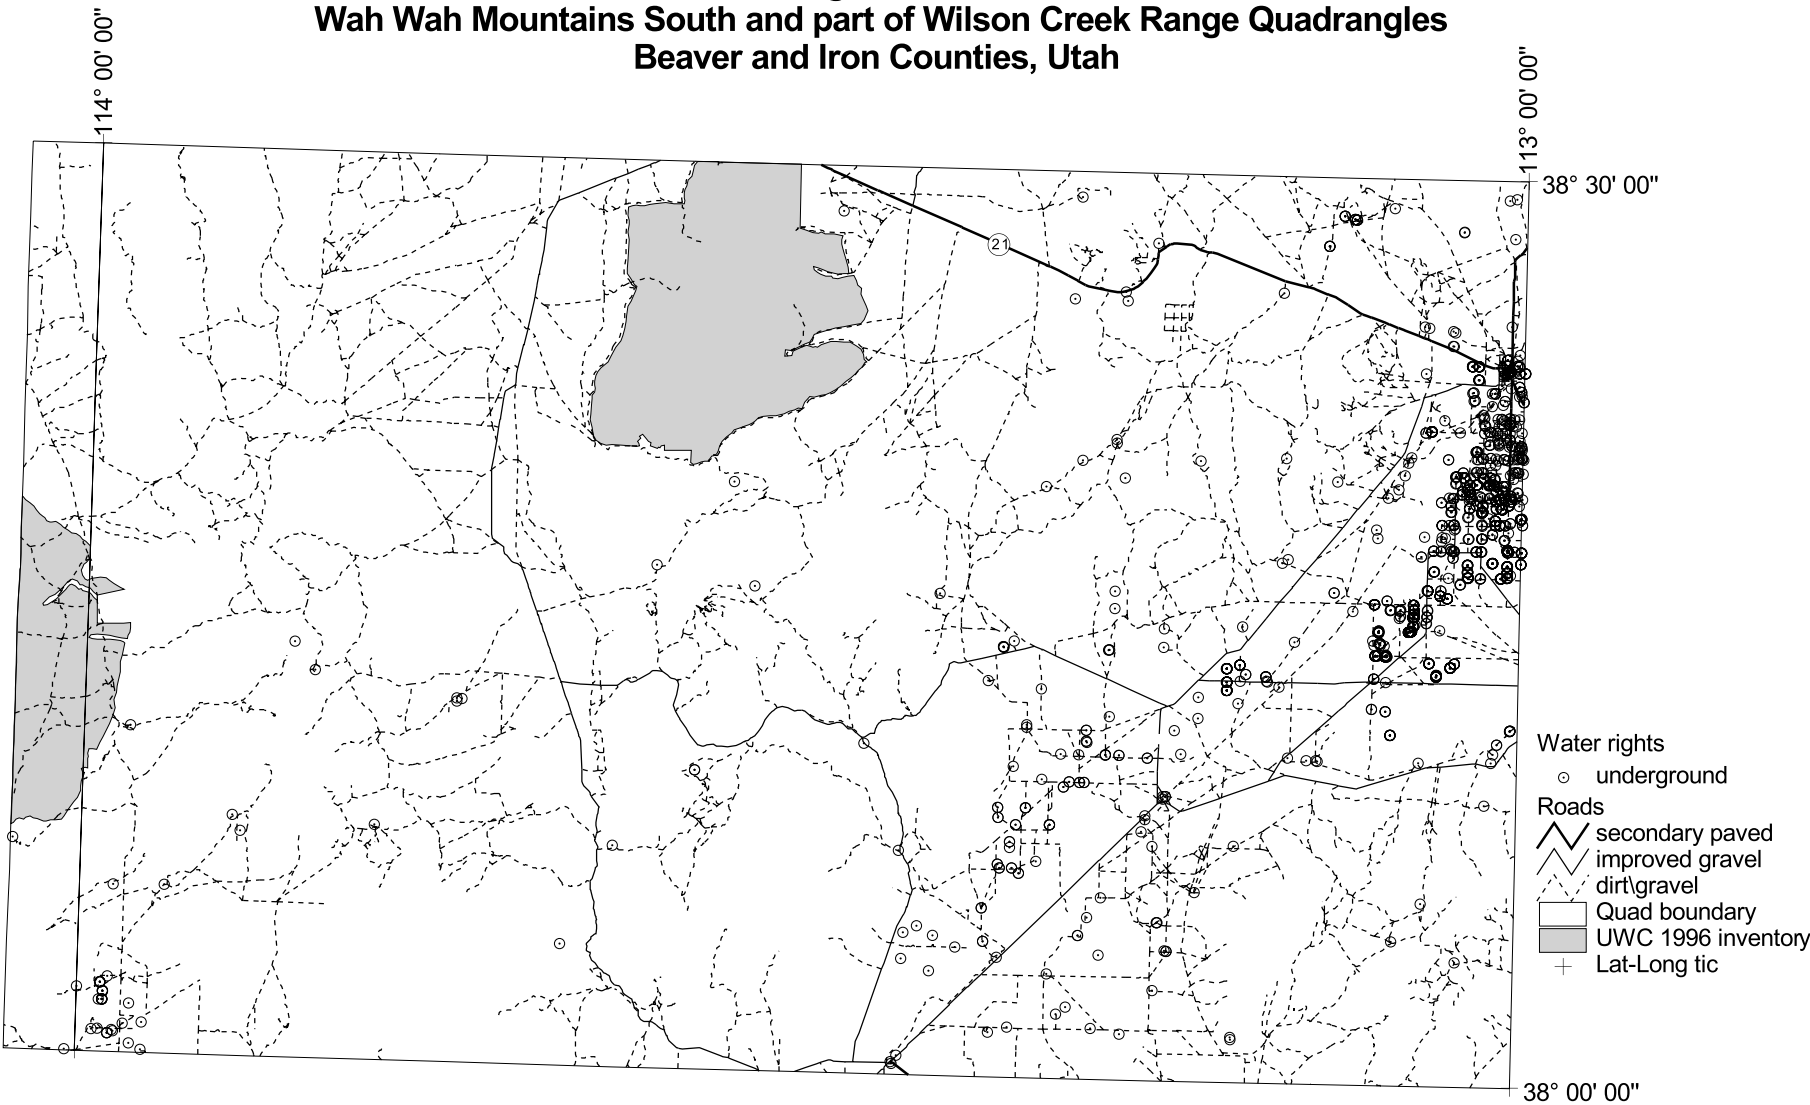 Wah Wah Mountains South and part of Wilson Creek Range Quadrangles
Beaver and Iron Counties, Utah
114° 00' 00"
113° 00' 00"
38° 30' 00"
21
Water rights
underground
Roads
secondary paved
improved gravel
dirt\gravel
Quad boundary
UWC 1996 inventory
Lat-Long tic
38° 00' 00"